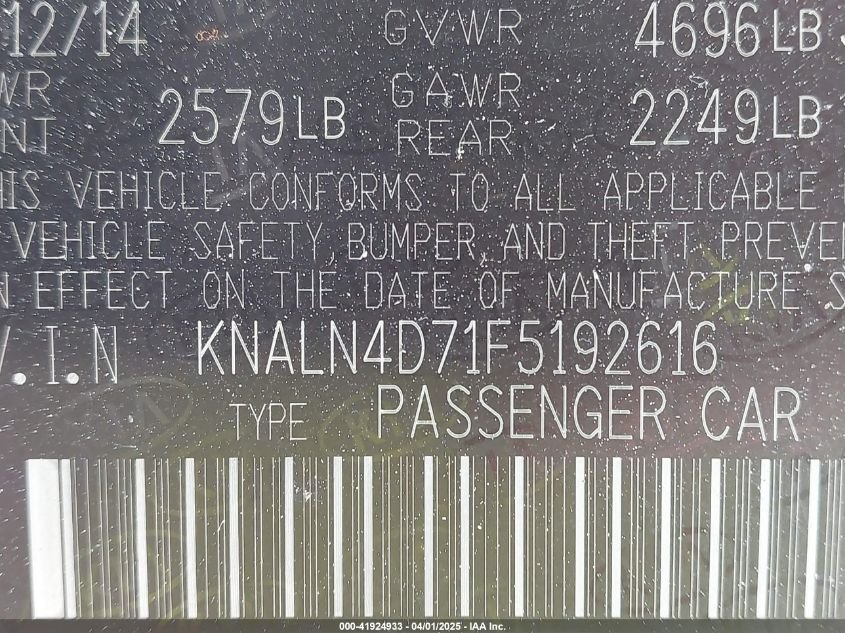 12/14 GVWR 4696LB
WR 2579LB GAWR 2249LB
NT REAR
HIS VEHICLE CONFORMS TO ALL APPLICABLE
VEHICLE SAFETY, BUMPER, AND THEFT PREVEN
N EFFECT ON THE DATE OF MANUFACTURE S
V.I.N KNALN4D71F5192616
TYPE PASSENGER CAR
000-41924933 - 04/01/2025 - IAA Inc.